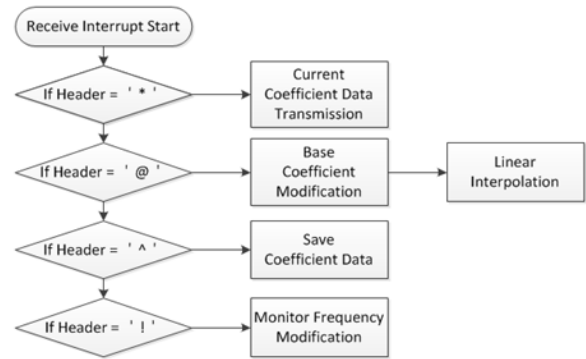 Receive Interrupt Start
If Header = ' * '
Current
Coefficient Data
Transmission
If Header = ' @ '
Base
Coefficient
Modification
Linear
Interpolation
If Header = ' ^ '
Save
Coefficient Data
If Header = ' ! '
Monitor Frequency
Modification